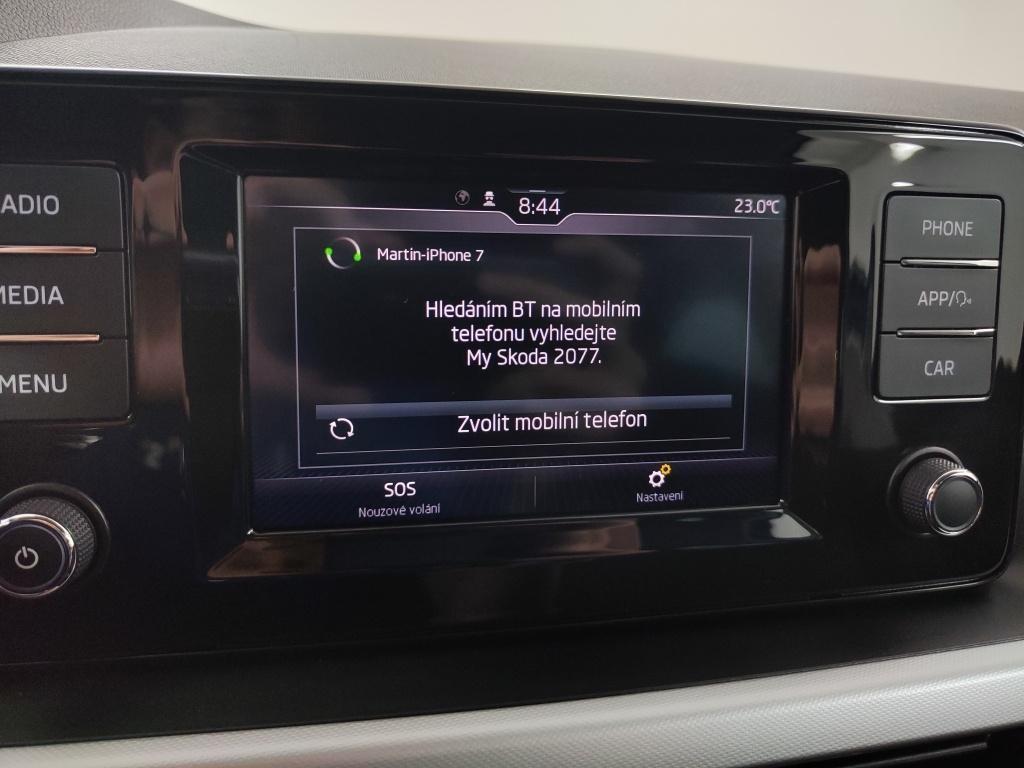 RADIO
MEDIA
MENU
8:44
23.0°C
Martin-iPhone 7
Hledáním BT na mobilním
telefonu vyhledejte
My Skoda 2077.
Zvolit mobilní telefon
SOS
Nouzové volání
Nastavení
PHONE
APP/
CAR